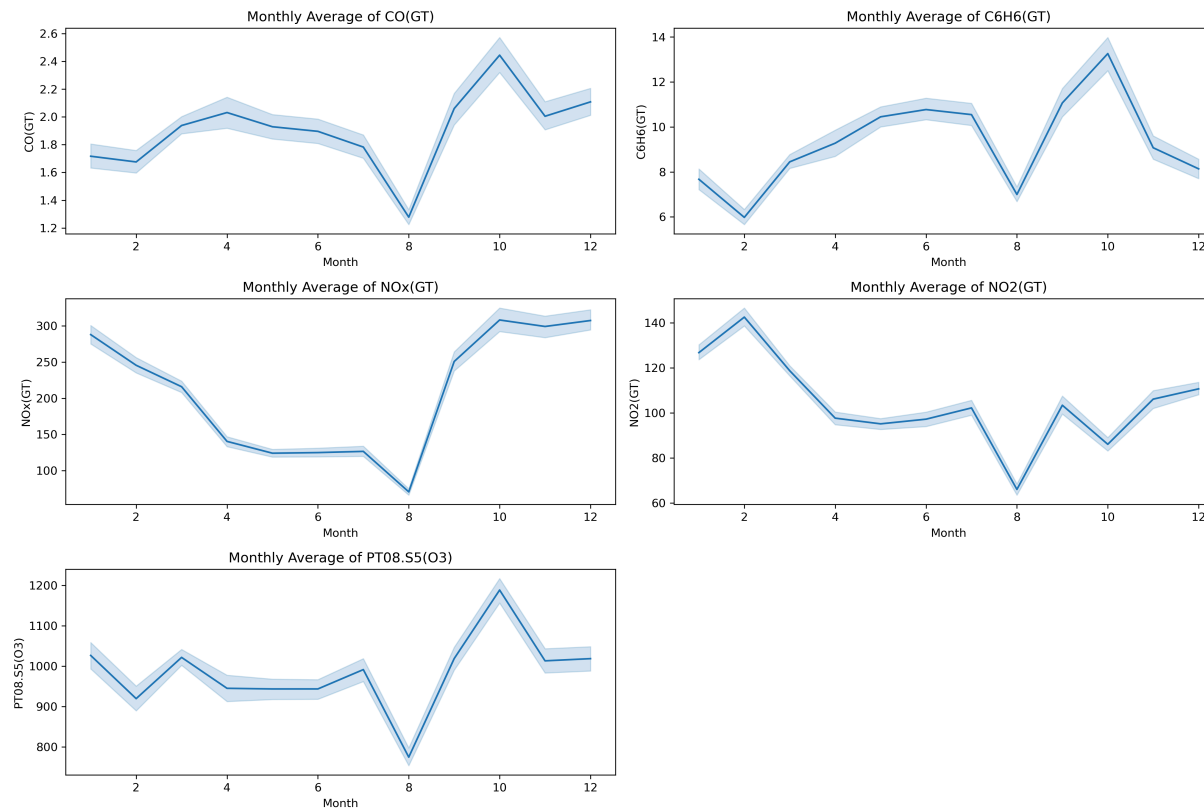 Monthly Average of CO(GT)
2.6
2.4
2.2
2.0
1.8
1.6
1.4
1.2
CO(GT)
2 4 6 8 10 12
Month
Monthly Average of C6H6(GT)
14
12
10
8
6
C6H6(GT)
2 4 6 8 10 12
Month
Monthly Average of NOx(GT)
300
250
200
150
100
NOx(GT)
2 4 6 8 10 12
Month
Monthly Average of NO2(GT)
140
120
100
80
60
NO2(GT)
2 4 6 8 10 12
Month
Monthly Average of PT08.S5(O3)
1200
1100
1000
900
800
PT08.S5(O3)
2 4 6 8 10 12
Month